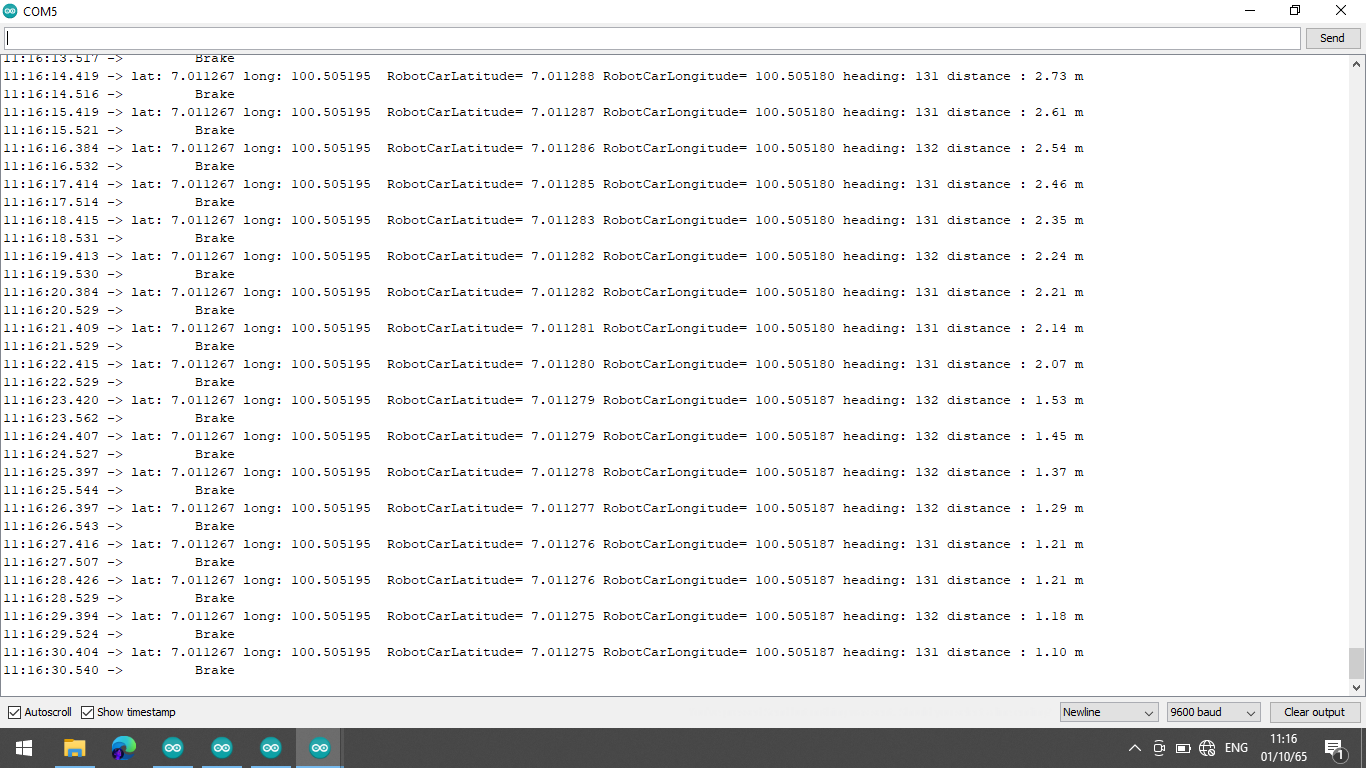 COM5
Send
11:16:13.517 ->         Brake
11:16:14.419 -> lat: 7.011267 long: 100.505195  RobotCarLatitude= 7.011288 RobotCarLongitude= 100.505180 heading: 131 distance : 2.73 m
11:16:14.516 ->         Brake
11:16:15.419 -> lat: 7.011267 long: 100.505195  RobotCarLatitude= 7.011287 RobotCarLongitude= 100.505180 heading: 131 distance : 2.61 m
11:16:15.521 ->         Brake
11:16:16.384 -> lat: 7.011267 long: 100.505195  RobotCarLatitude= 7.011286 RobotCarLongitude= 100.505180 heading: 132 distance : 2.54 m
11:16:16.532 ->         Brake
11:16:17.414 -> lat: 7.011267 long: 100.505195  RobotCarLatitude= 7.011285 RobotCarLongitude= 100.505180 heading: 131 distance : 2.46 m
11:16:17.514 ->         Brake
11:16:18.415 -> lat: 7.011267 long: 100.505195  RobotCarLatitude= 7.011283 RobotCarLongitude= 100.505180 heading: 131 distance : 2.35 m
11:16:18.531 ->         Brake
11:16:19.413 -> lat: 7.011267 long: 100.505195  RobotCarLatitude= 7.011282 RobotCarLongitude= 100.505180 heading: 132 distance : 2.24 m
11:16:19.530 ->         Brake
11:16:20.384 -> lat: 7.011267 long: 100.505195  RobotCarLatitude= 7.011282 RobotCarLongitude= 100.505180 heading: 131 distance : 2.21 m
11:16:20.529 ->         Brake
11:16:21.409 -> lat: 7.011267 long: 100.505195  RobotCarLatitude= 7.011281 RobotCarLongitude= 100.505180 heading: 131 distance : 2.14 m
11:16:21.529 ->         Brake
11:16:22.415 -> lat: 7.011267 long: 100.505195  RobotCarLatitude= 7.011280 RobotCarLongitude= 100.505180 heading: 131 distance : 2.07 m
11:16:22.529 ->         Brake
11:16:23.420 -> lat: 7.011267 long: 100.505195  RobotCarLatitude= 7.011279 RobotCarLongitude= 100.505187 heading: 132 distance : 1.53 m
11:16:23.562 ->         Brake
11:16:24.407 -> lat: 7.011267 long: 100.505195  RobotCarLatitude= 7.011279 RobotCarLongitude= 100.505187 heading: 132 distance : 1.45 m
11:16:24.527 ->         Brake
11:16:25.397 -> lat: 7.011267 long: 100.505195  RobotCarLatitude= 7.011278 RobotCarLongitude= 100.505187 heading: 132 distance : 1.37 m
11:16:25.544 ->         Brake
11:16:26.397 -> lat: 7.011267 long: 100.505195  RobotCarLatitude= 7.011277 RobotCarLongitude= 100.505187 heading: 132 distance : 1.29 m
11:16:26.543 ->         Brake
11:16:27.416 -> lat: 7.011267 long: 100.505195  RobotCarLatitude= 7.011276 RobotCarLongitude= 100.505187 heading: 131 distance : 1.21 m
11:16:27.507 ->         Brake
11:16:28.426 -> lat: 7.011267 long: 100.505195  RobotCarLatitude= 7.011276 RobotCarLongitude= 100.505187 heading: 131 distance : 1.21 m
11:16:28.529 ->         Brake
11:16:29.394 -> lat: 7.011267 long: 100.505195  RobotCarLatitude= 7.011275 RobotCarLongitude= 100.505187 heading: 132 distance : 1.18 m
11:16:29.524 ->         Brake
11:16:30.404 -> lat: 7.011267 long: 100.505195  RobotCarLatitude= 7.011275 RobotCarLongitude= 100.505187 heading: 131 distance : 1.10 m
11:16:30.540 ->         Brake
Autoscroll Show timestamp Newline 9600 baud Clear output
ENG
11:16
01/10/65
1